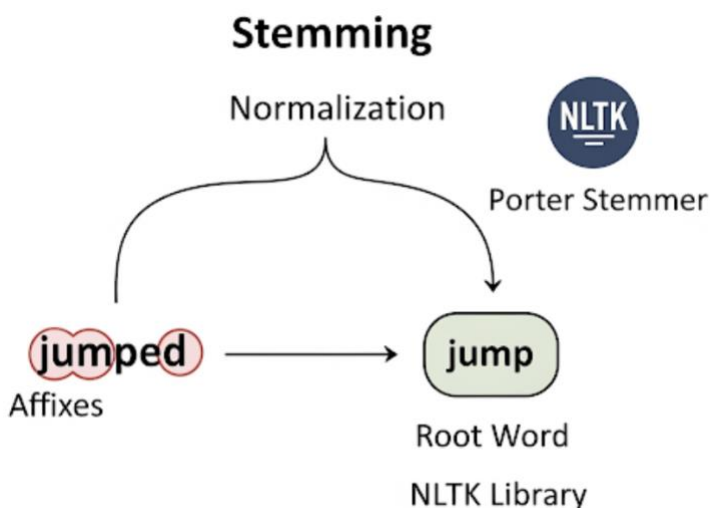 Stemming
Normalization
NLTK
Porter Stemmer
jumped
jump
Affixes
Root Word
NLTK Library